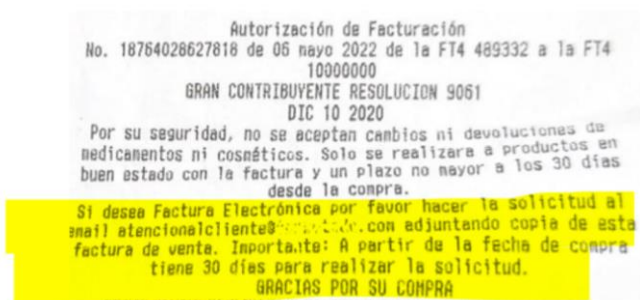 Autorización de Facturación
No. 18764028627818 de 06 mayo 2022 de la FT4 489332 a la FT4
10000000
GRAN CONTRIBUYENTE RESOLUCION 9061
DIC 10 2020
Por su seguridad, no se aceptan cambios ni devoluciones de
medicamentos ni cosméticos. Solo se realizara a productos en
buen estado con la factura y un plazo no mayor a los 30 días
desde la compra.
Si desea Factura Electrónica por favor hacer la solicitud al
email atencionalcliente@ .com adjuntando copia de esta
factura de venta. Importante: A partir de la fecha de compra
tiene 30 días para realizar la solicitud.
GRACIAS POR SU COMPRA